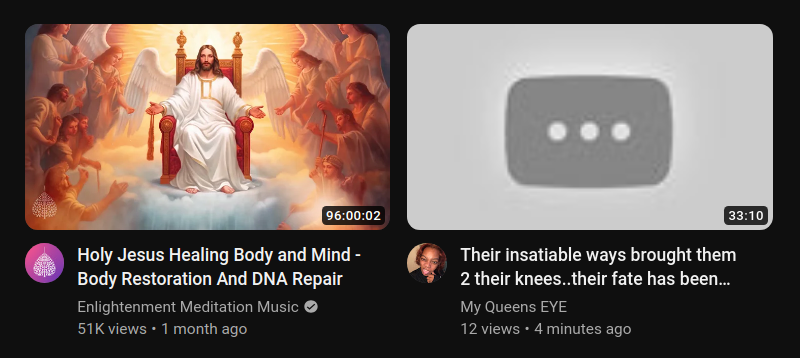 96:00:02
Holy Jesus Healing Body and Mind -
Body Restoration And DNA Repair
Enlightenment Meditation Music
51K views • 1 month ago
33:10
Their insatiable ways brought them
2 their knees..their fate has been...
My Queens EYE
12 views • 4 minutes ago